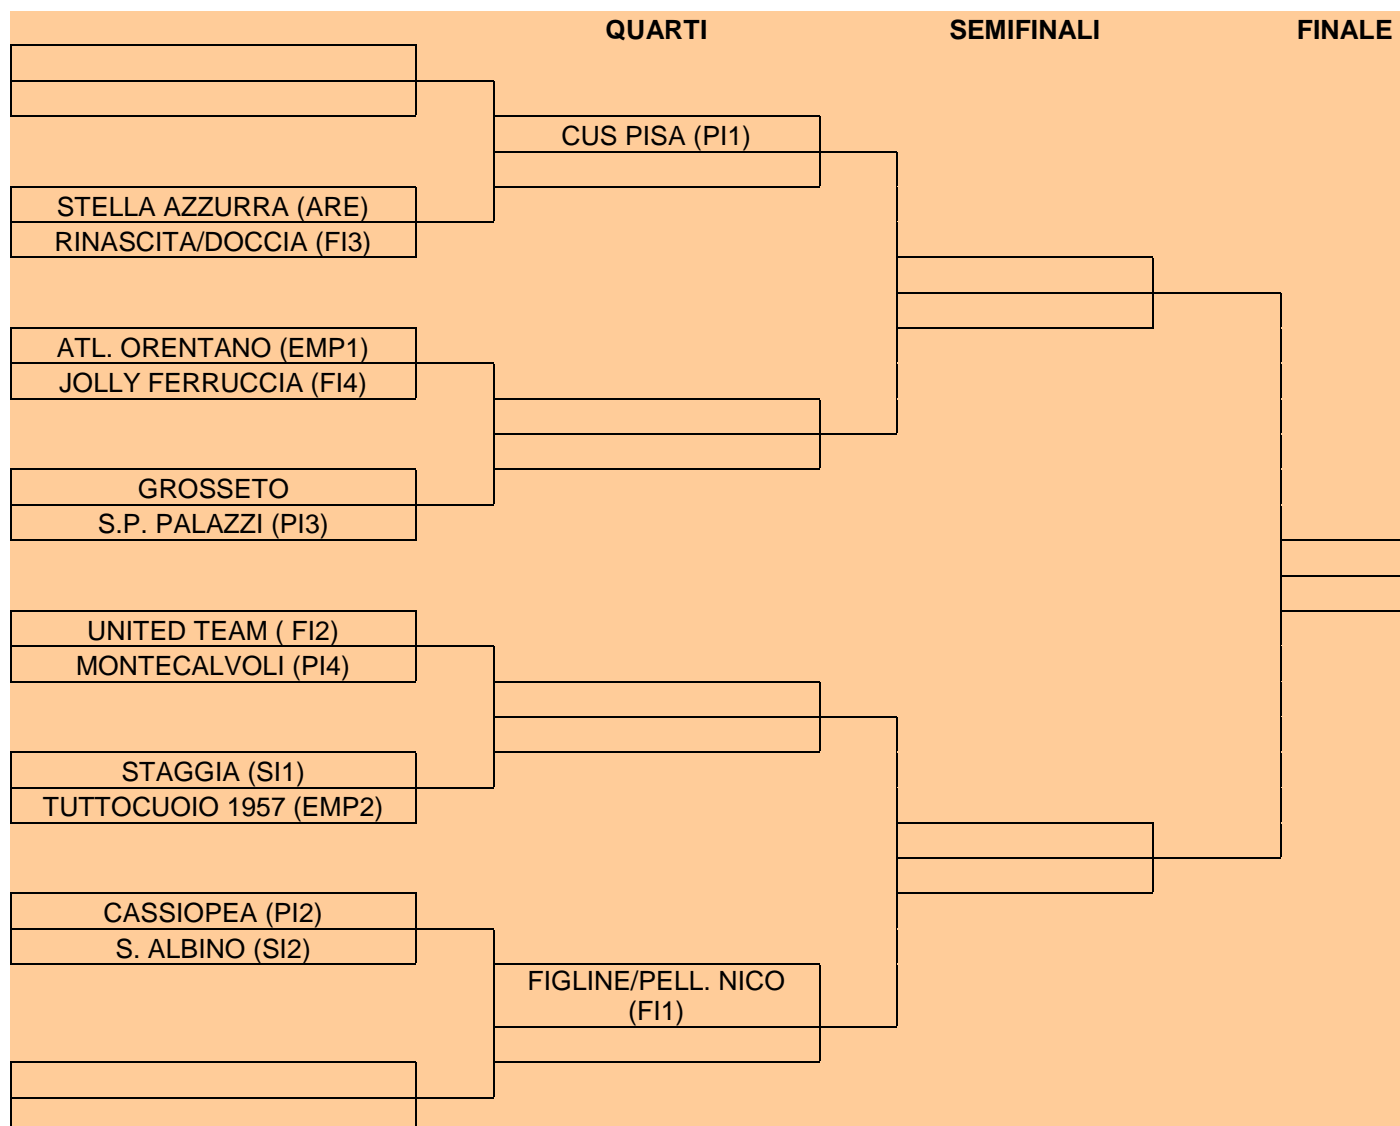 QUARTI SEMIFINALI FINALE
CUS PISA (PI1)
STELLA AZZURRA (ARE)
RINASCITA/DOCCIA (FI3)
ATL. ORENTANO (EMP1)
JOLLY FERRUCCIA (FI4)
GROSSETO
S.P. PALAZZI (PI3)
UNITED TEAM ( FI2)
MONTECALVOLI (PI4)
STAGGIA (SI1)
TUTTOCUOIO 1957 (EMP2)
CASSIOPEA (PI2)
S. ALBINO (SI2)
FIGLINE/PELL. NICO
(FI1)